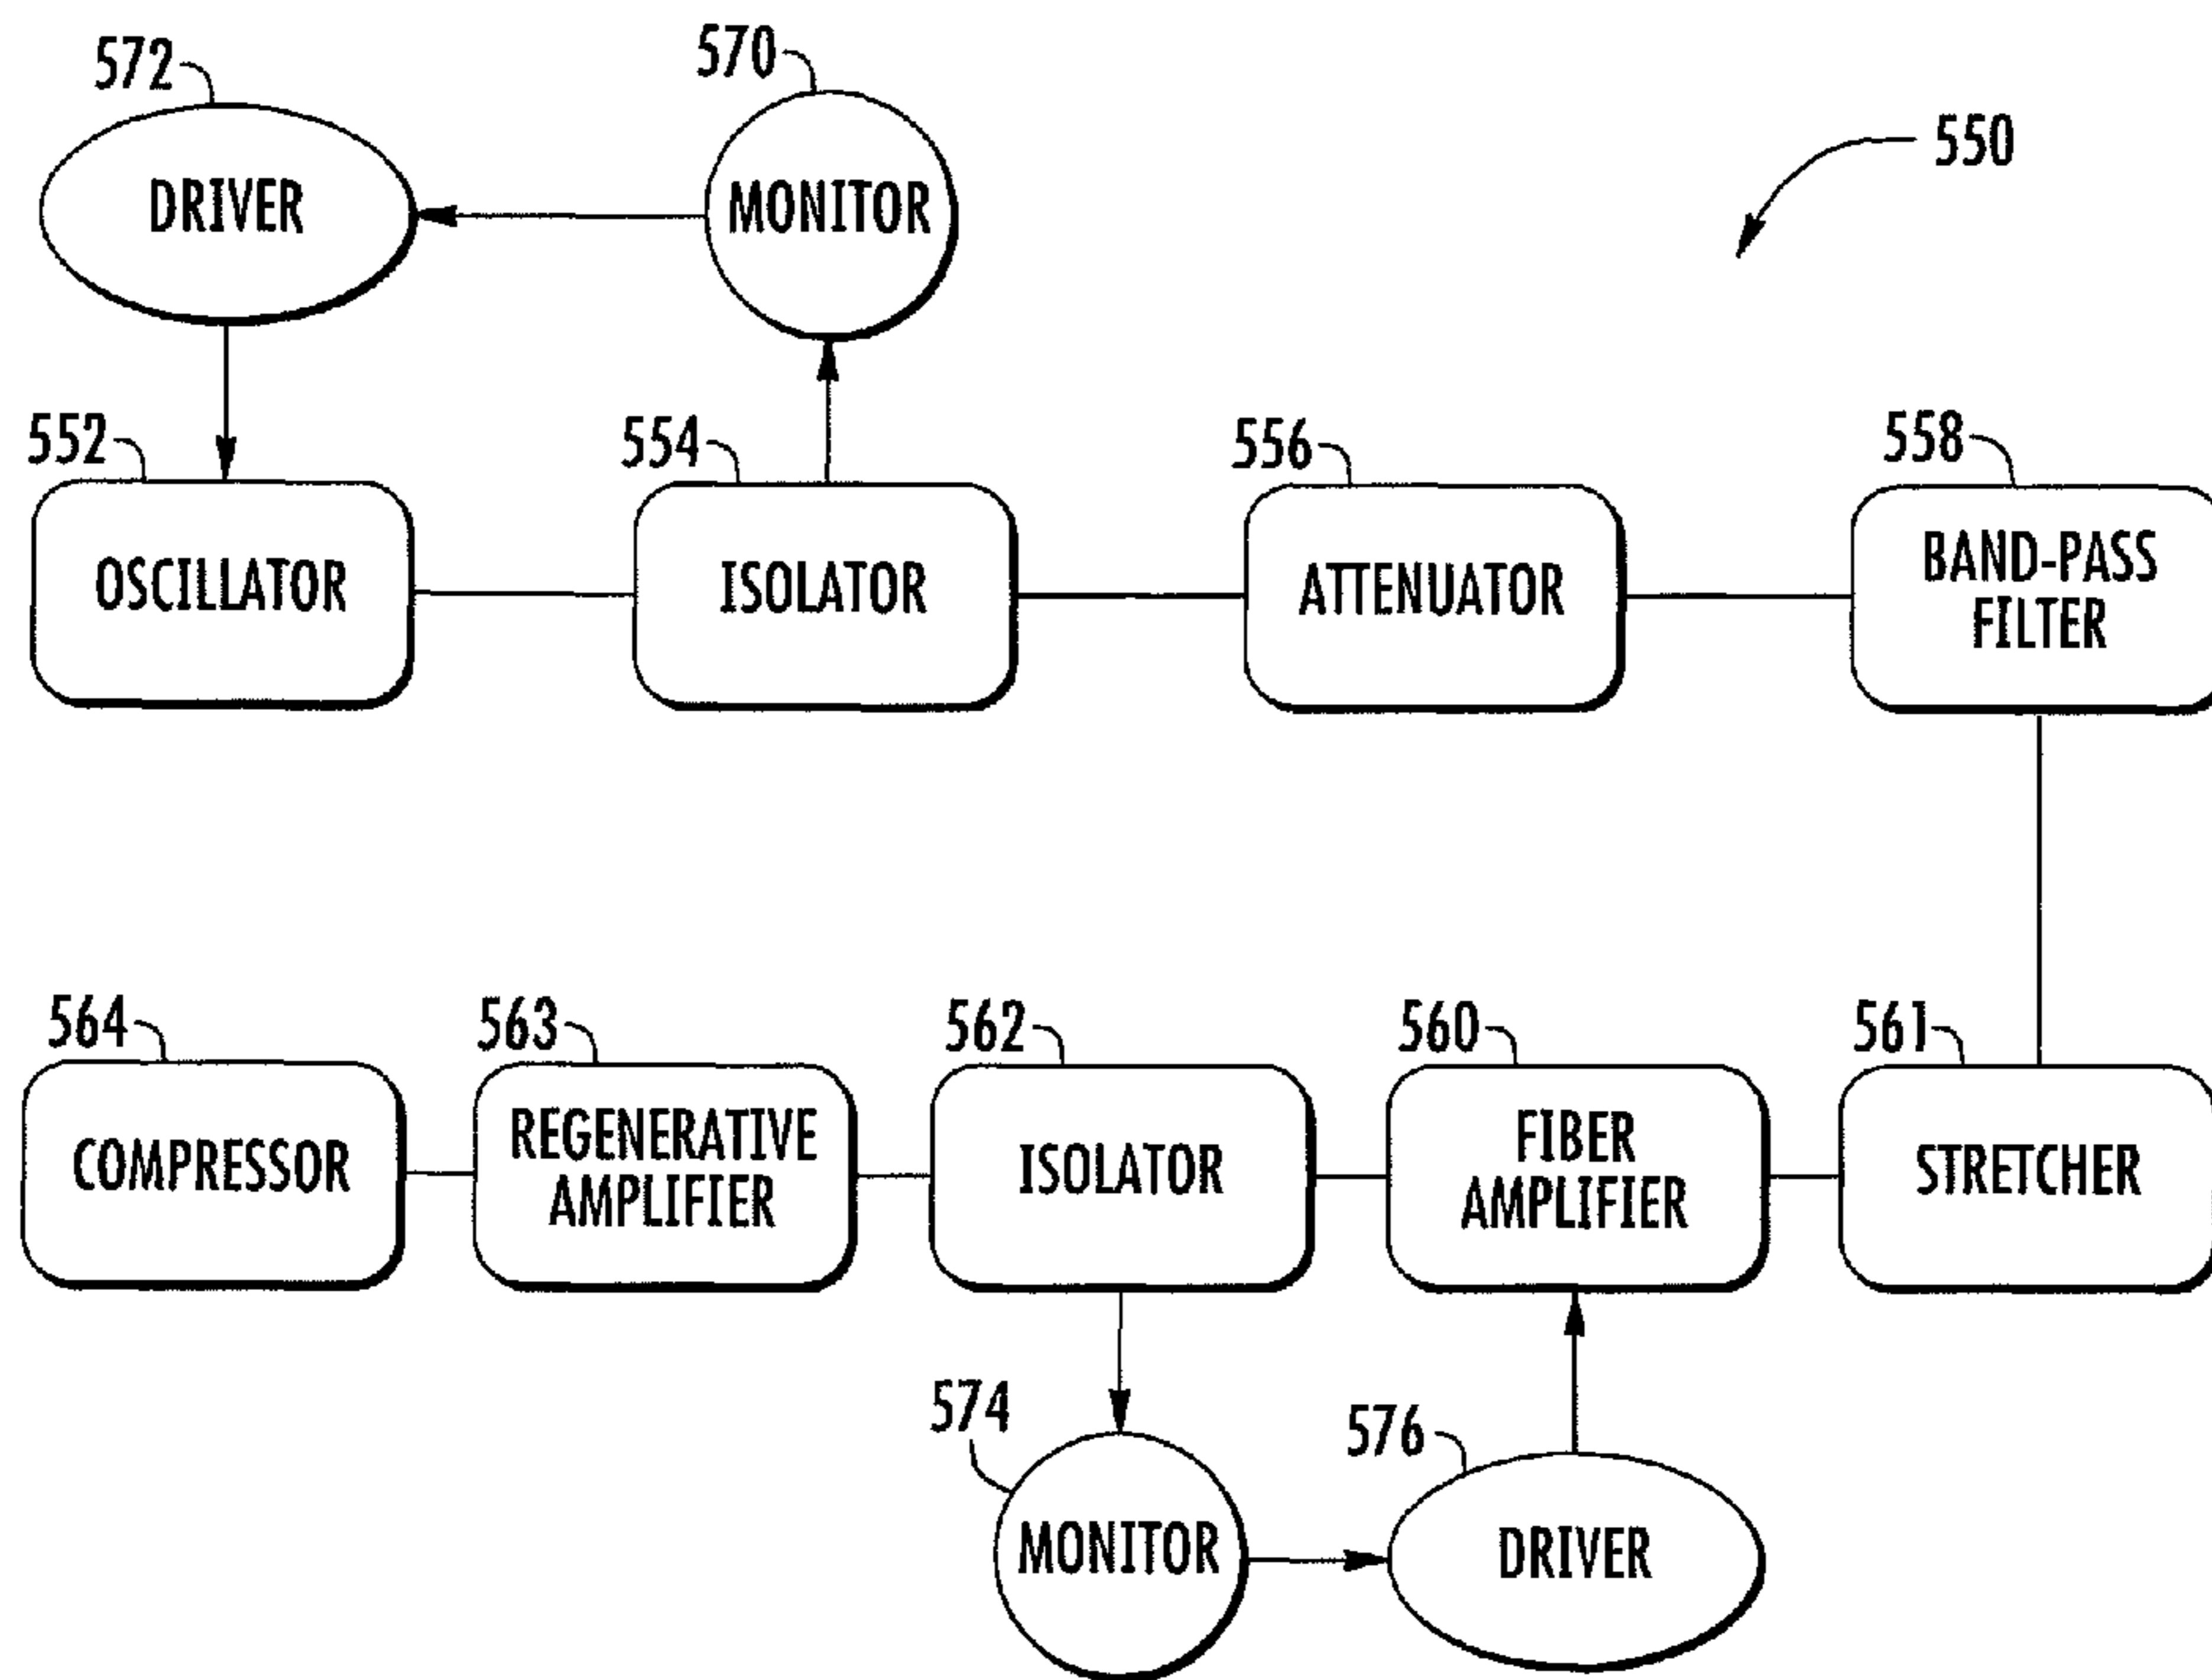 572
570
550
DRIVER
MONITOR
552
554
556
558
OSCILLATOR
ISOLATOR
ATTENUATOR
BAND-PASS
FILTER
564
563
562
560
561
COMPRESSOR
REGENERATIVE
AMPLIFIER
ISOLATOR
FIBER
AMPLIFIER
STRETCHER
574
576
MONITOR
DRIVER